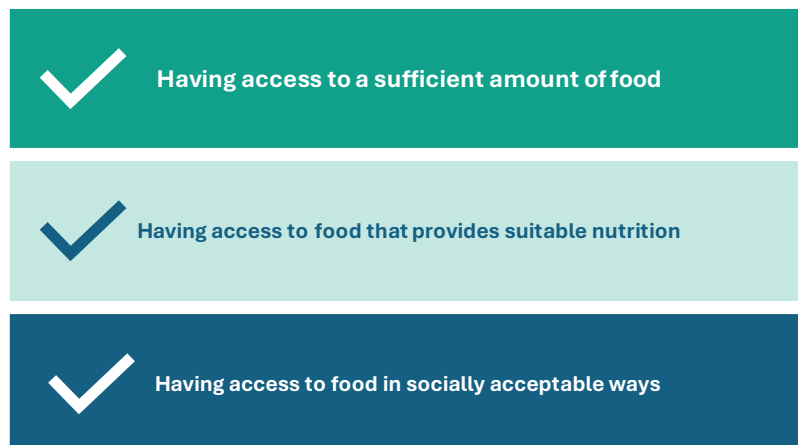 Having access to a sufficient amount of food
Having access to food that provides suitable nutrition
Having access to food in socially acceptable ways